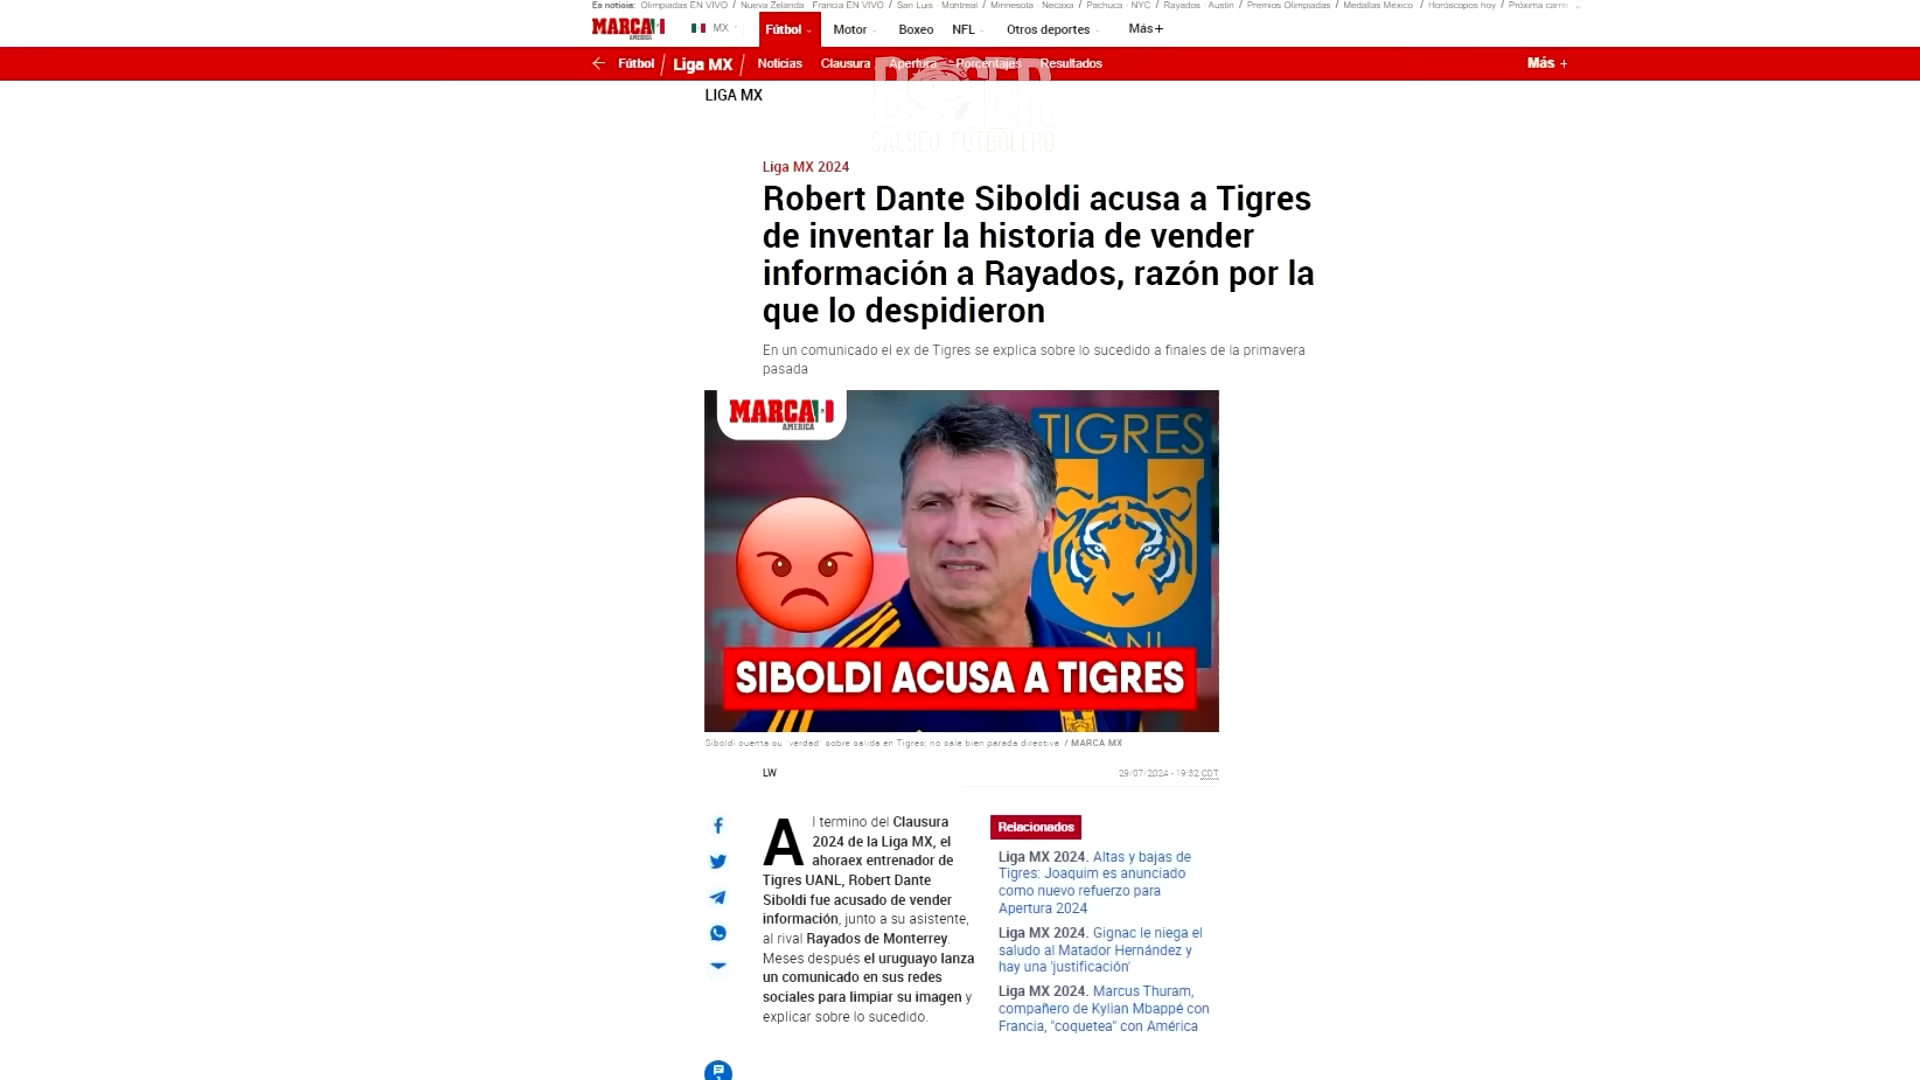 Es noticia: Olimpiadas EN VIVO / Nueva Zelanda - Francia EN VIVO / San Luis - Montreal / Minnesota - Necaxa / Pachuca - NYC / Rayados - Austin / Premios Olimpiadas / Medallas México / Horóscopos hoy / Próxima
MARCA AMERICA MX Fútbol Motor Boxeo NFL Otros deportes Más+
Fútbol / Liga MX / Noticias Clausura Apertura Porcentajes Resultados Más +
LIGA MX
SALSEO FUTBOLERO
Liga MX 2024
Robert Dante Siboldi acusa a Tigres
de inventar la historia de vender
información a Rayados, razón por la
que lo despidieron
En un comunicado el ex de Tigres se explica sobre lo sucedido a finales de la primavera
pasada
MARCA
AMERICA
TIGRES
UANL
SIBOLDI ACUSA A TIGRES
Siboldi cuenta su 'verdad' sobre salida en Tigres; no sale bien parada directiva / MARCA MX
LW 29/07/2024 - 19:32 CDT
Al termino del Clausura
2024 de la Liga MX, el
ahoraex entrenador de
Tigres UANL, Robert Dante
Siboldi fue acusado de vender
información, junto a su asistente,
al rival Rayados de Monterrey.
Meses después el uruguayo lanza
un comunicado en sus redes
sociales para limpiar su imagen y
explicar sobre lo sucedido.
Relacionados
Liga MX 2024. Altas y bajas de
Tigres: Joaquim es anunciado
como nuevo refuerzo para
Apertura 2024
Liga MX 2024. Gignac le niega el
saludo al Matador Hernández y
hay una 'justificación'
Liga MX 2024. Marcus Thuram,
compañero de Kylian Mbappé con
Francia, "coquetea" con América